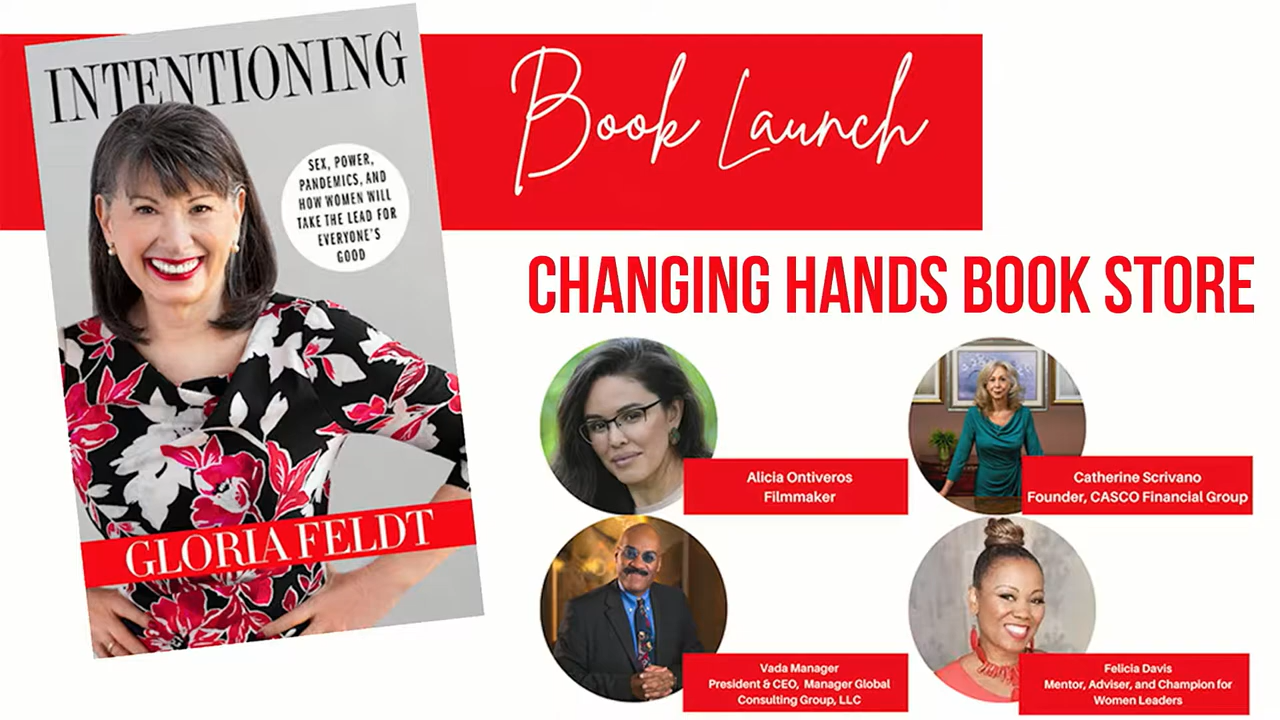 INTENTIONING
SEX, POWER,
PANDEMICS, AND
HOW WOMEN WILL
TAKE THE LEAD FOR
EVERYONE'S
GOOD
GLORIA FELDT
Book Launch
CHANGING HANDS BOOK STORE
Alicia Ontiveros
Filmmaker
Catherine Scrivano
Founder, CASCO Financial Group
Vada Manager
President & CEO, Manager Global
Consulting Group, LLC
Felicia Davis
Mentor, Adviser, and Champion for
Women Leaders